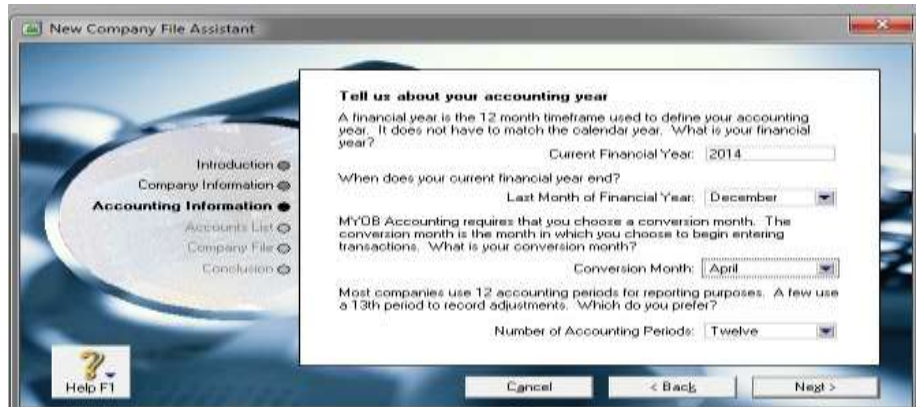 New Company File Assistant
Tell us about your accounting year
A financial year is the 12 month timeframe used to define your accounting
year. It does not have to match the calendar year. What is your financial
year?
Current Financial Year: 2014
When does your current financial year end?
Last Month of Financial Year: December
MYOB Accounting requires that you choose a conversion month. The
conversion month is the month in which you choose to begin entering
transactions. What is your conversion month?
Conversion Month: April
Most companies use 12 accounting periods for reporting purposes. A few use
a 13th period to record adjustments. Which do you prefer?
Number of Accounting Periods: Twelve
Introduction
Company Information
Accounting Information
Accounts List
Company File
Conclusion
Help F1
Cancel
< Back
Next >